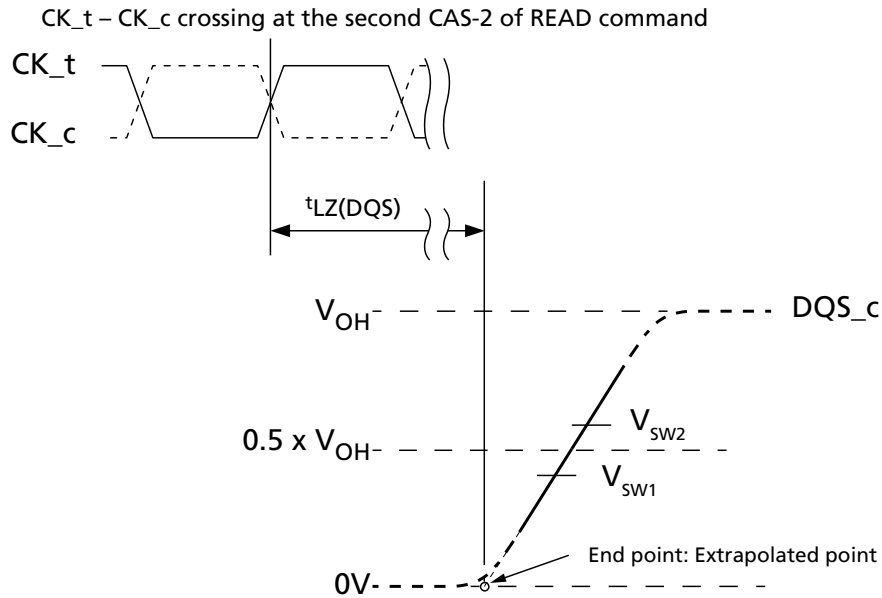 CK_t – CK_c crossing at the second CAS-2 of READ command
CK_t
CK_c
tLZ(DQS)
VOH
DQS_c
VSW2
0.5 x VOH
VSW1
End point: Extrapolated point
0V